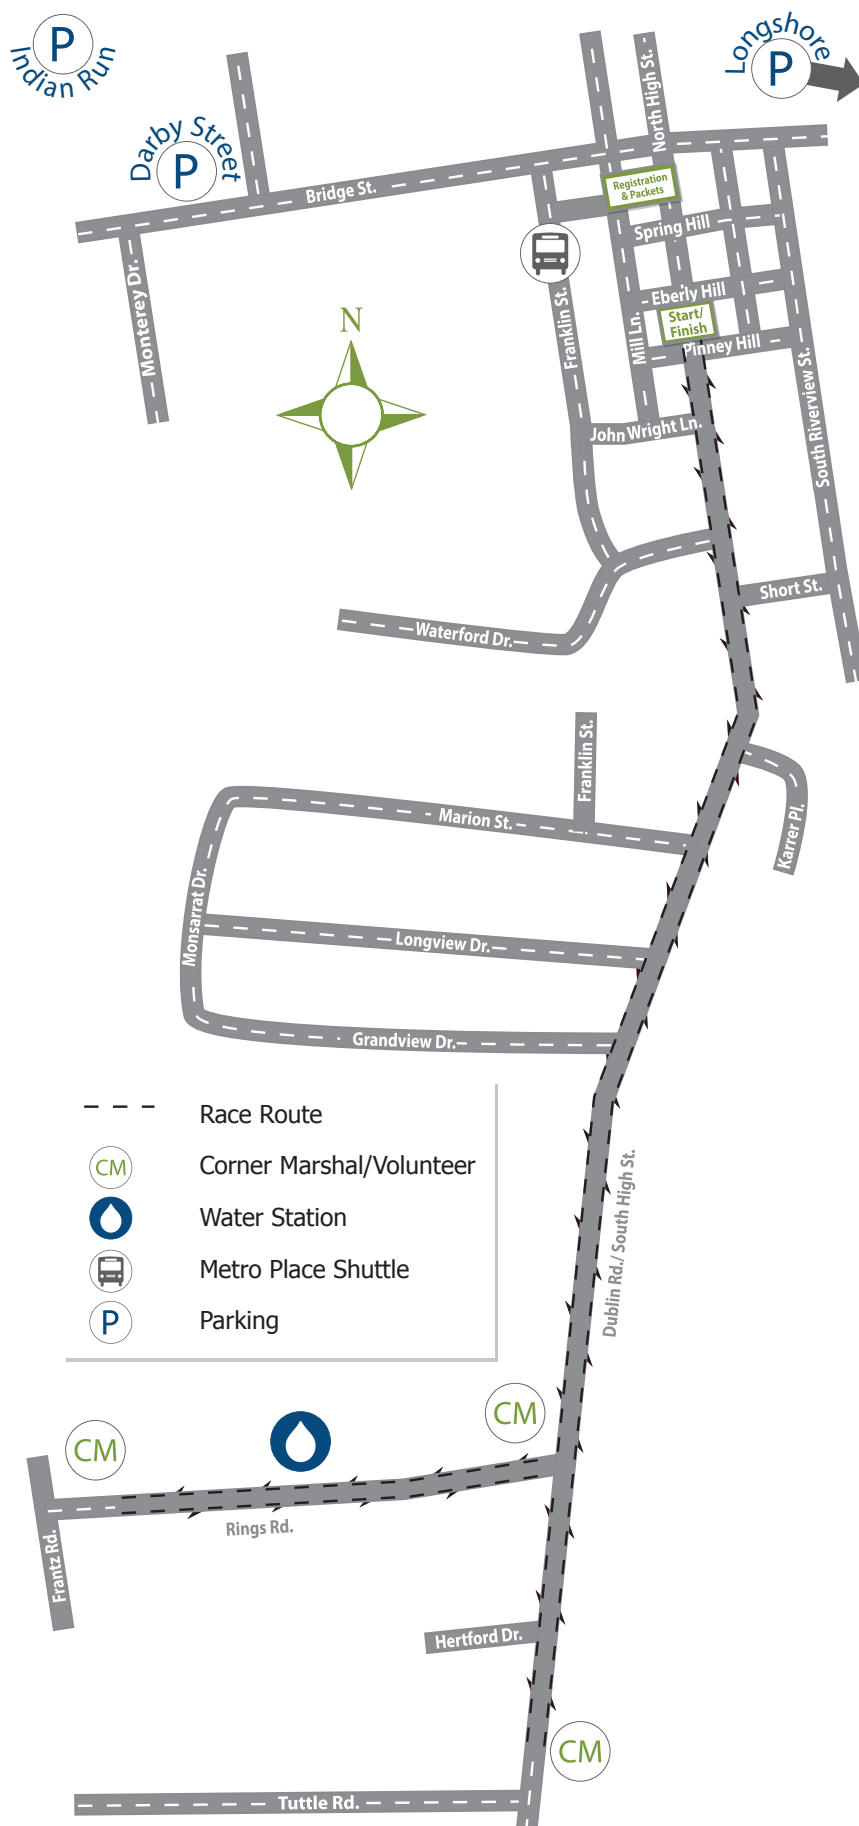 P
Indian Run
Longshore
P
Darby Street
P
North High St.
Bridge St.
Registration
& Packets
Spring Hill
Monterey Dr.
Eberly Hill
Franklin St.
Mill Ln.
Start/
Finish
Pinney Hill
N
South Riverview St.
John Wright Ln.
Short St.
Waterford Dr.
Franklin St.
Marion St.
Karrer Pl.
Monsarrat Dr.
Longview Dr.
Grandview Dr.
Race Route
CM
Corner Marshal/Volunteer
Water Station
Metro Place Shuttle
P
Parking
Dublin Rd./ South High St.
CM
CM
Rings Rd.
Frantz Rd.
Hertford Dr.
CM
Tuttle Rd.